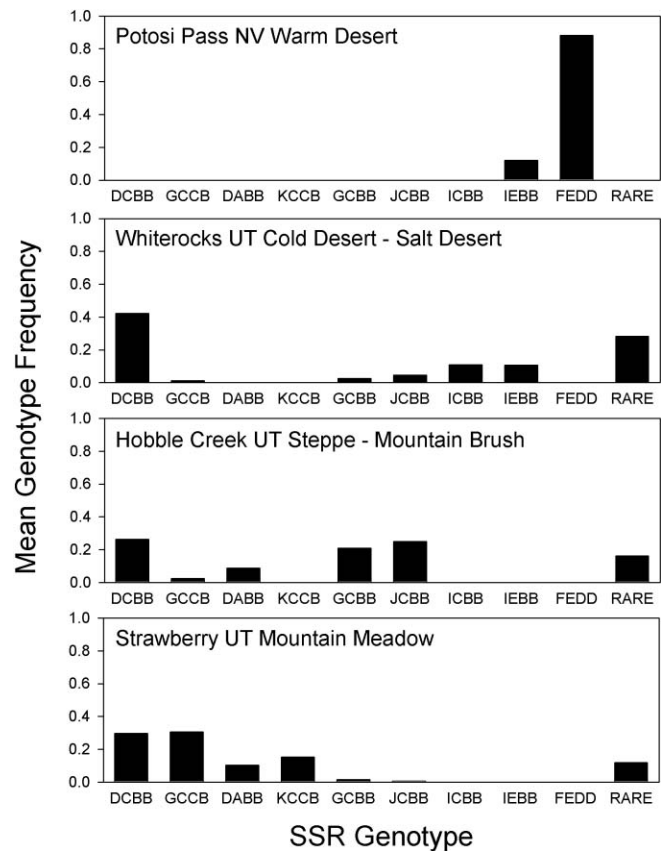 Mean Genotype Frequency
1.0
0.8
0.6
0.4
0.2
0.0
Potosi Pass NV Warm Desert
DCBB GCCB DABB KCCB GCBB JCBB ICBB IEBB FEDD RARE
1.0
0.8
0.6
0.4
0.2
0.0
Whiterocks UT Cold Desert - Salt Desert
DCBB GCCB DABB KCCB GCBB JCBB ICBB IEBB FEDD RARE
1.0
0.8
0.6
0.4
0.2
0.0
Hobble Creek UT Steppe - Mountain Brush
DCBB GCCB DABB KCCB GCBB JCBB ICBB IEBB FEDD RARE
1.0
0.8
0.6
0.4
0.2
0.0
Strawberry UT Mountain Meadow
DCBB GCCB DABB KCCB GCBB JCBB ICBB IEBB FEDD RARE
SSR Genotype